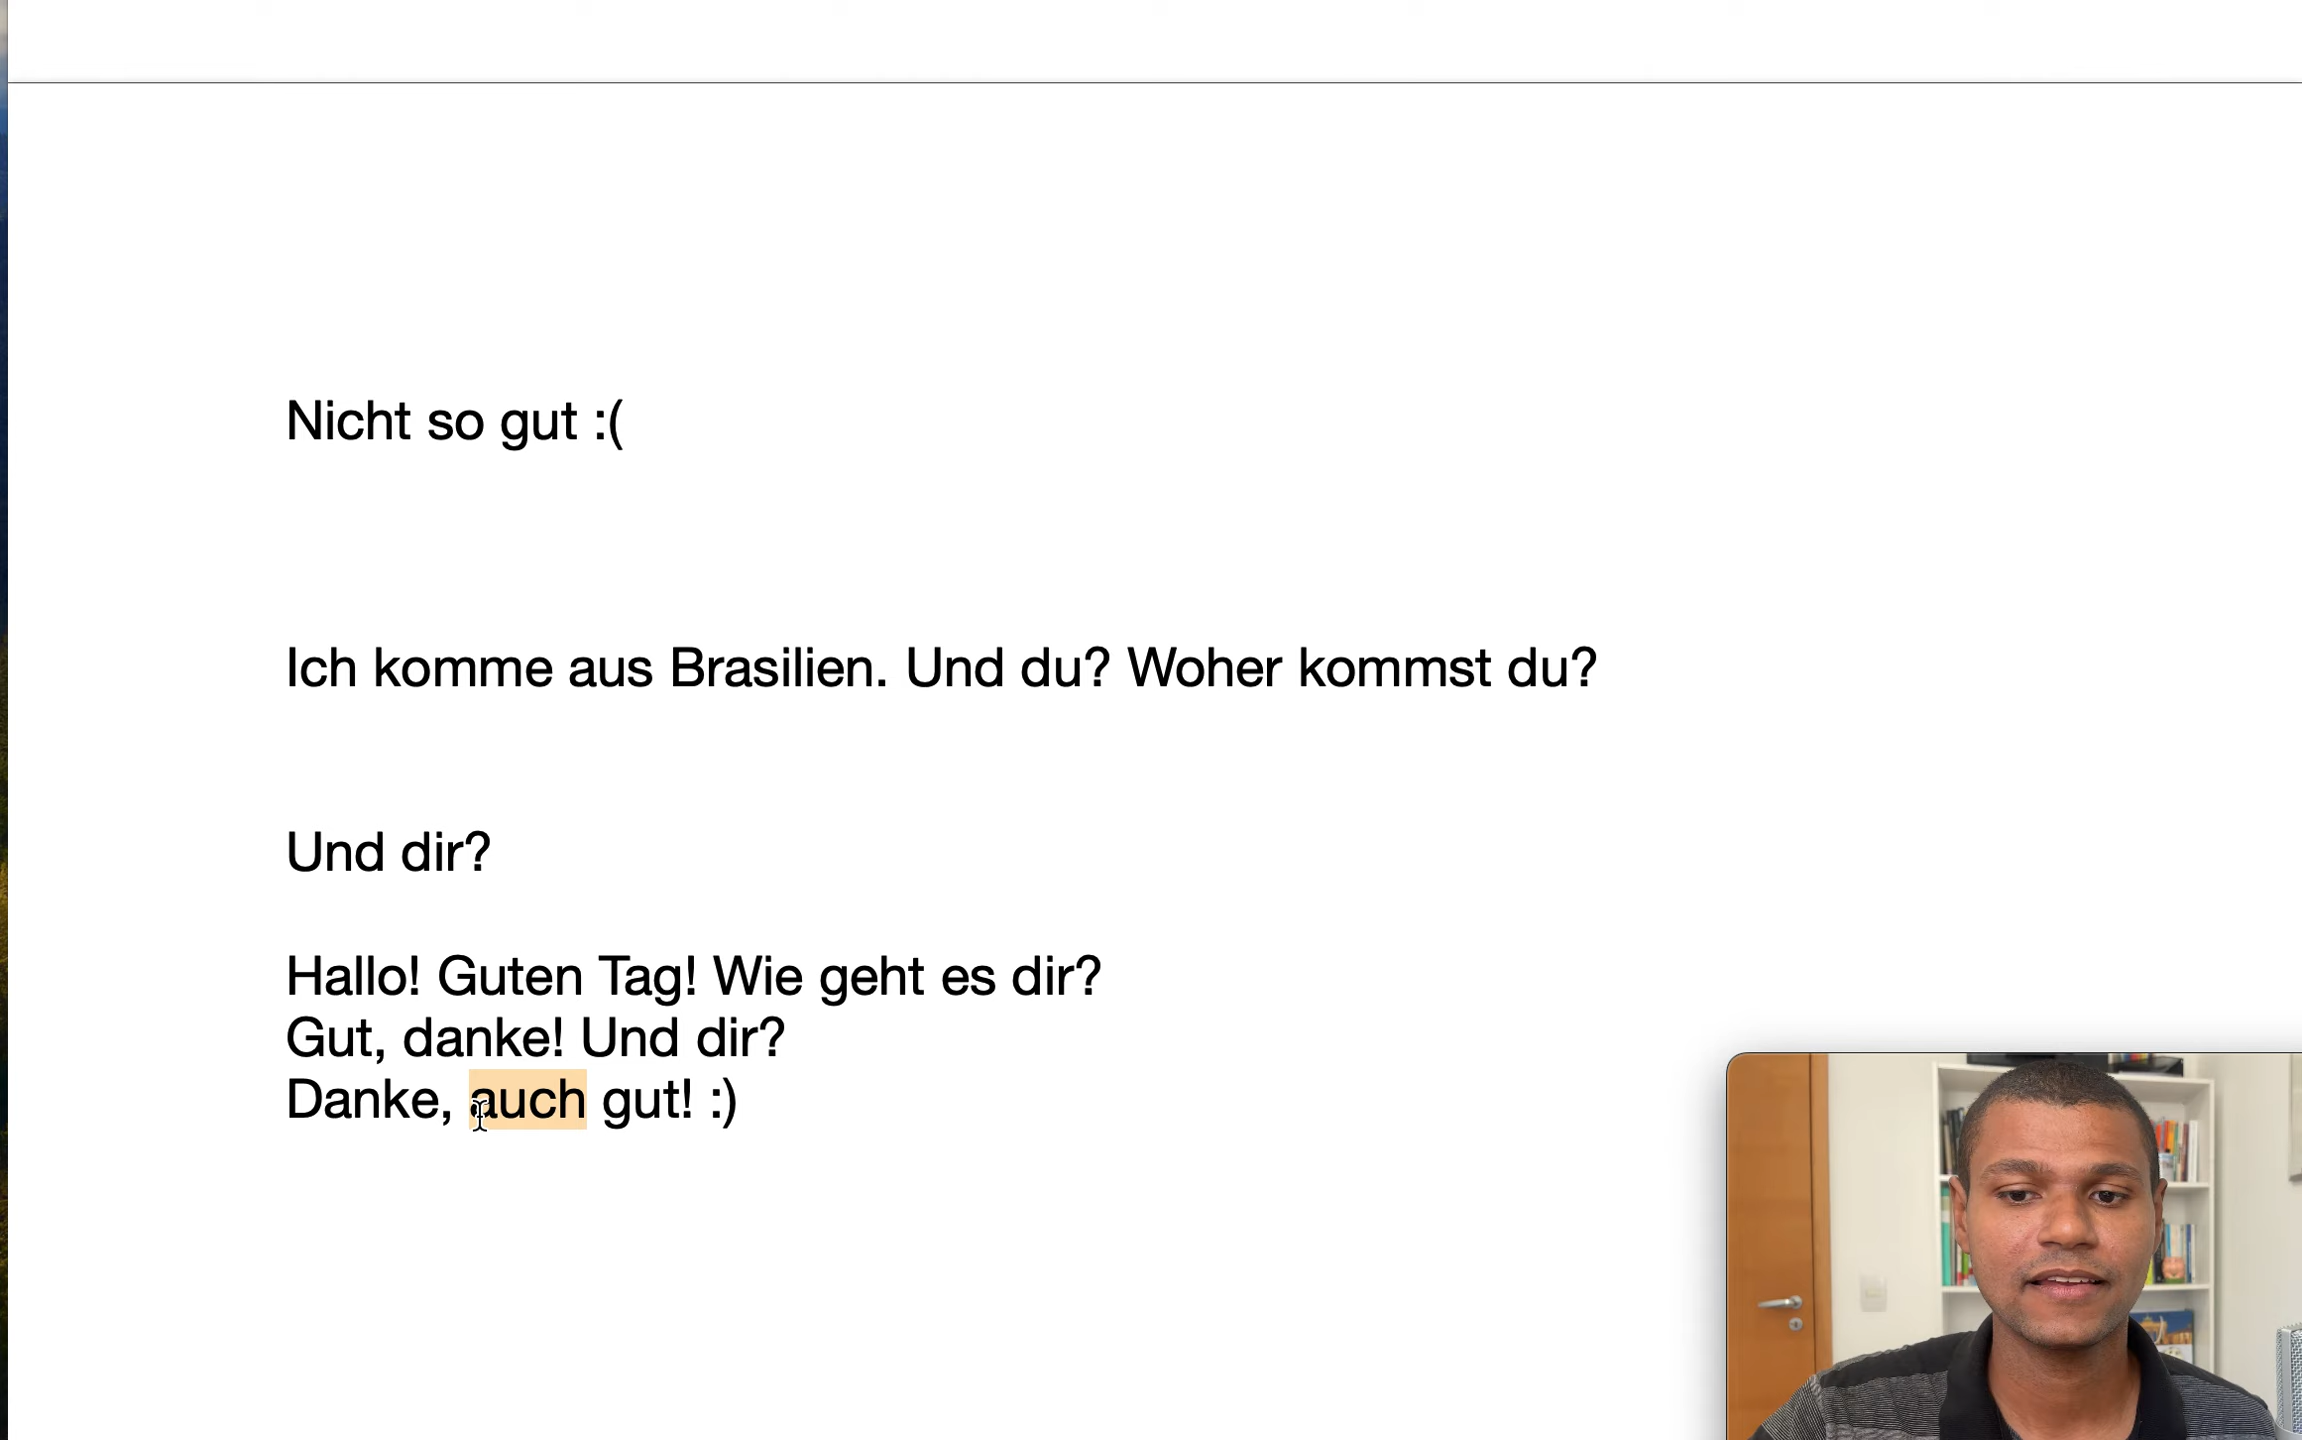 Nicht so gut :(
Ich komme aus Brasilien. Und du? Woher kommst du?
Und dir?
Hallo! Guten Tag! Wie geht es dir?
Gut, danke! Und dir?
Danke, auch gut! :)